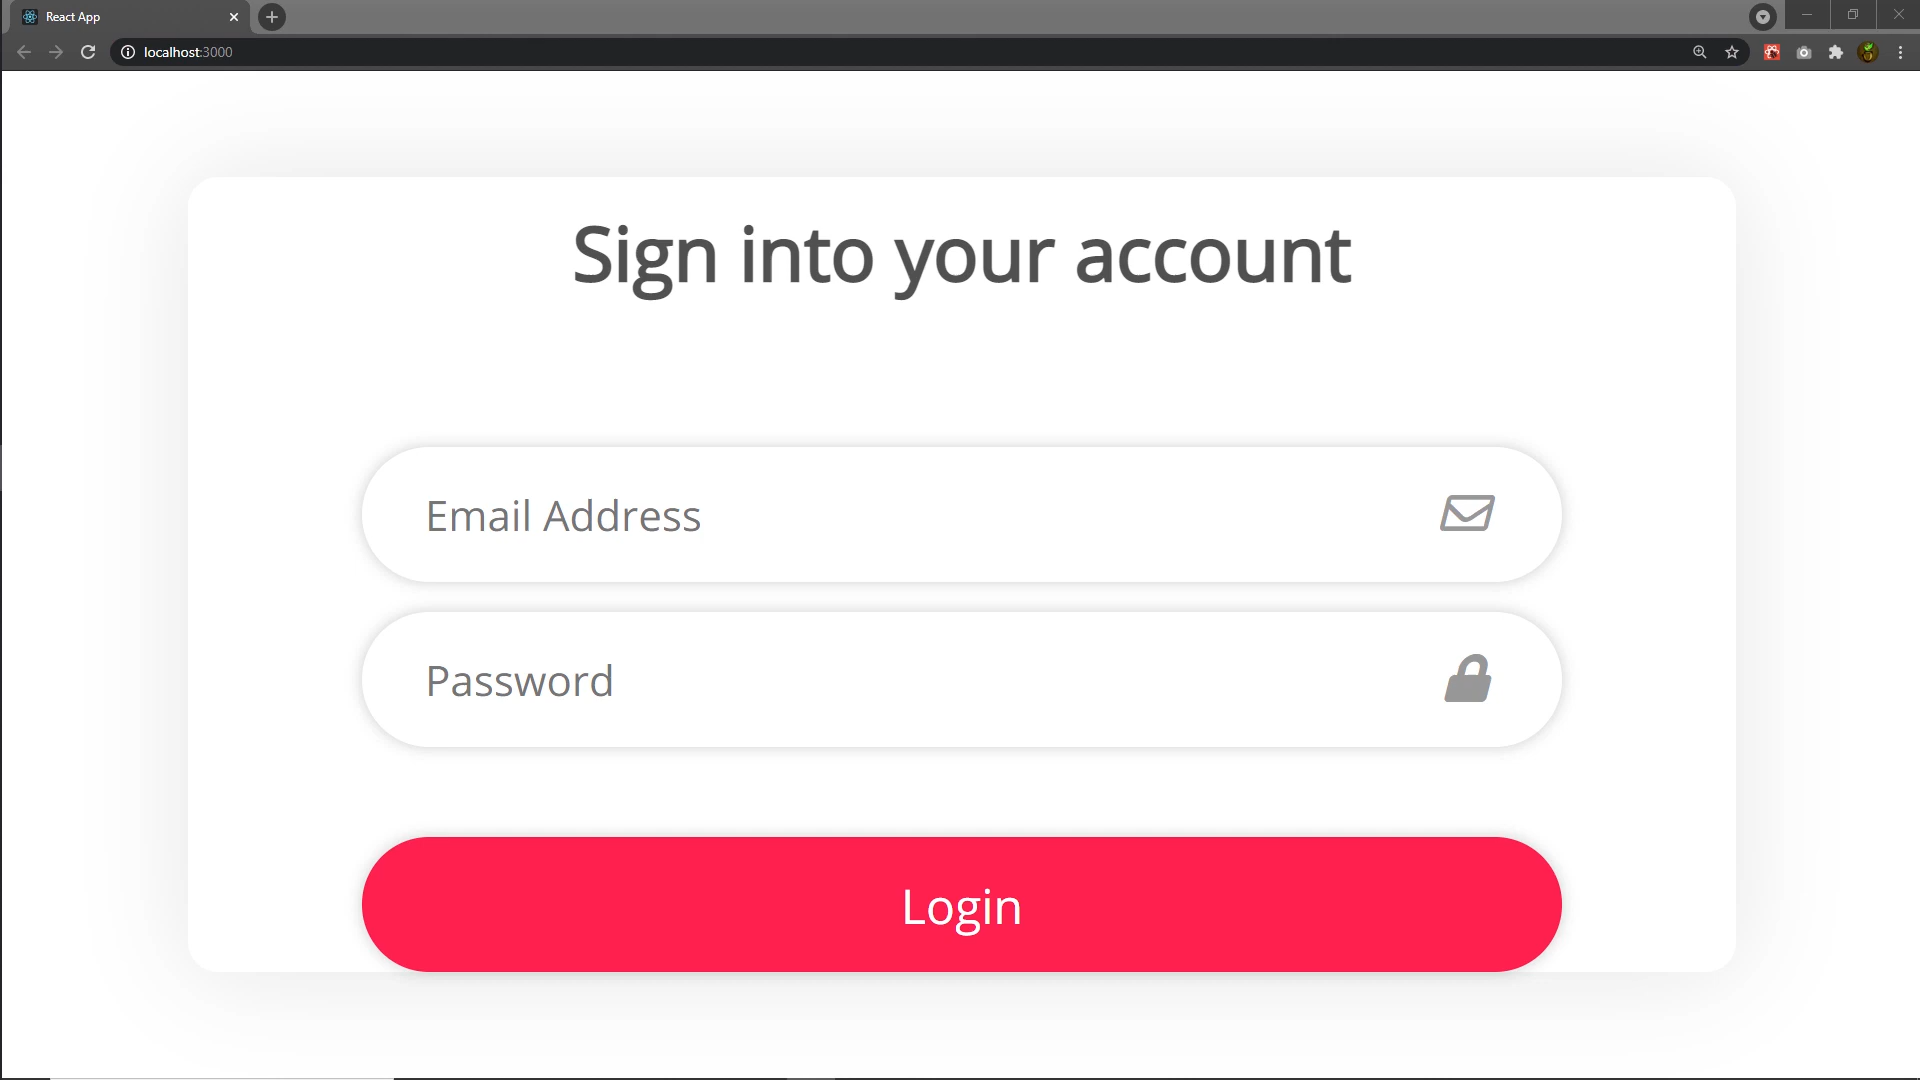 React App
localhost:3000
Sign into your account
Email Address
Password
Login